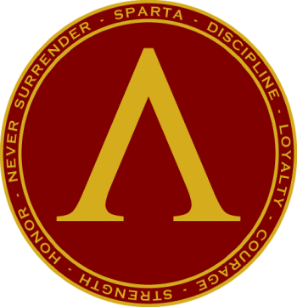 SPARTA - DISCIPLINE - LOYALTY - COURAGE - STRENGTH - HONOR - NEVER SURRENDER -
Λ